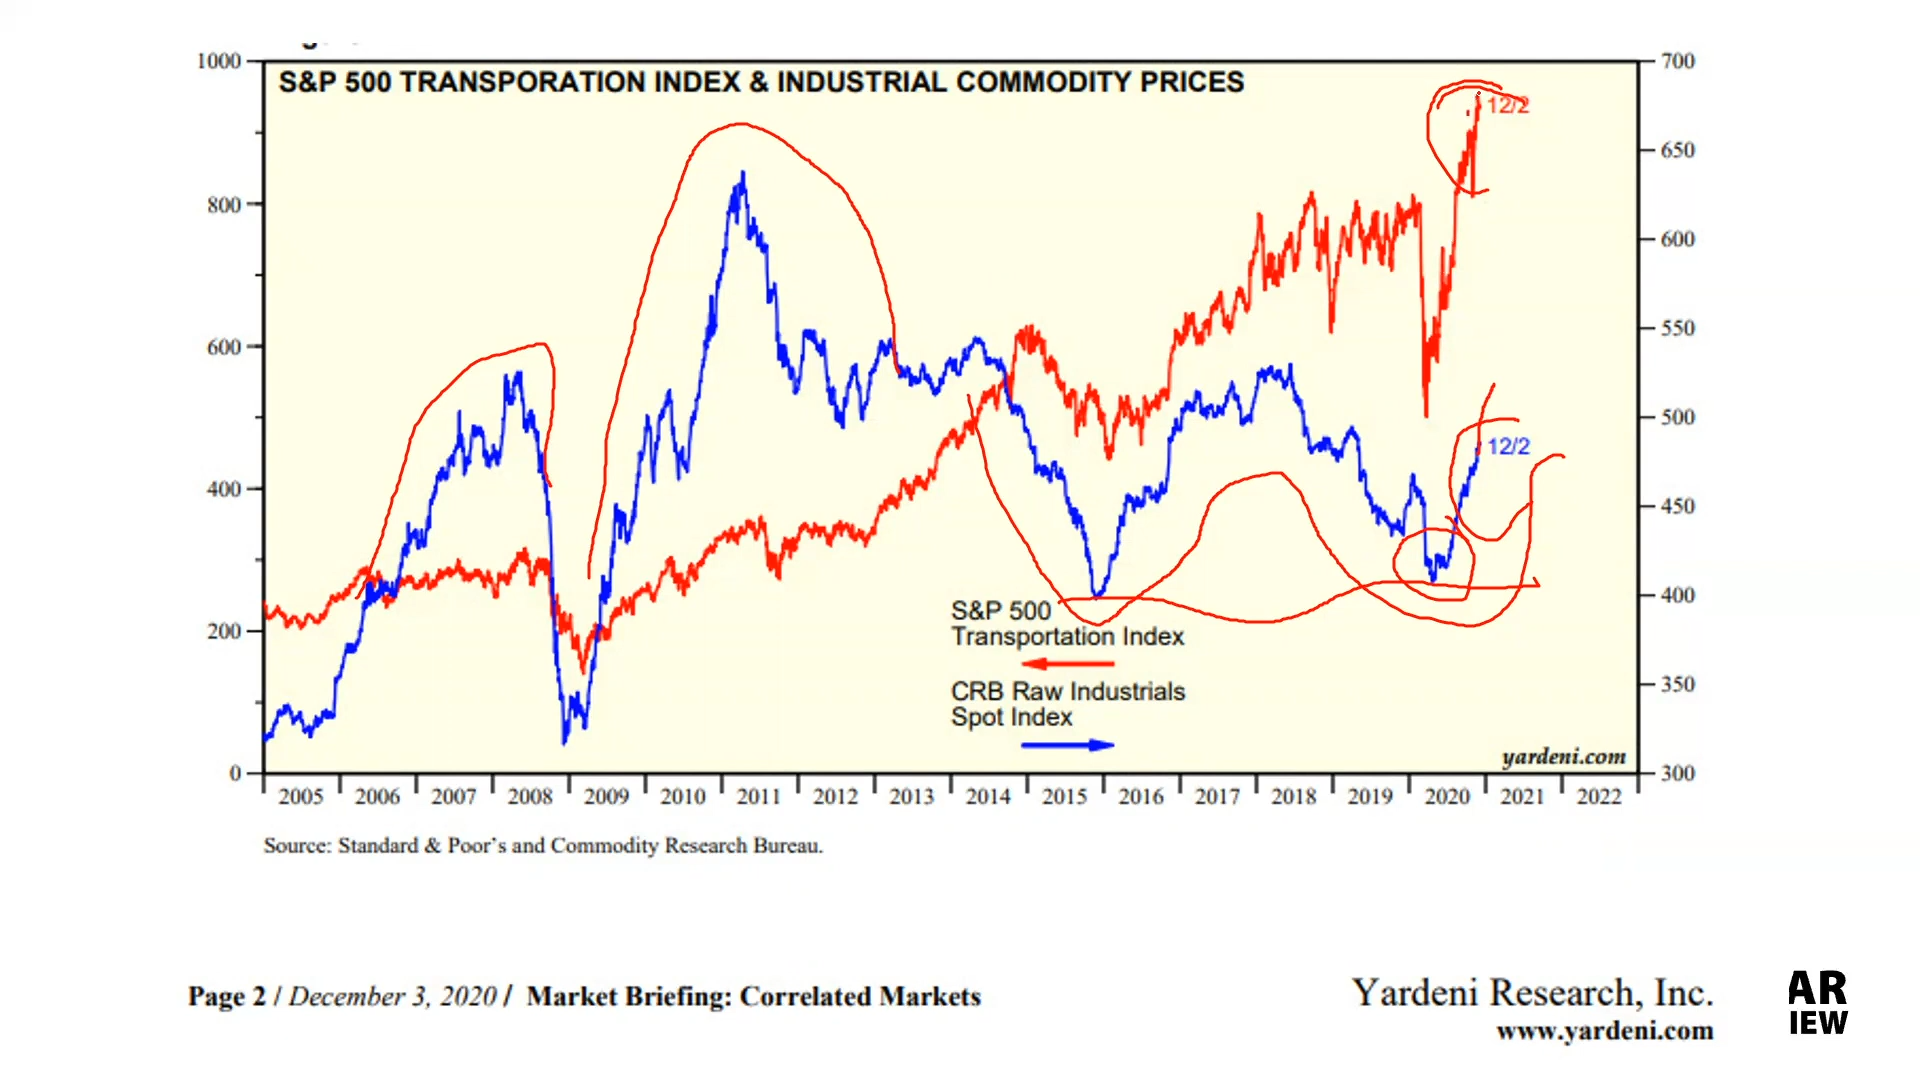 1000
700
S&P 500 TRANSPORATION INDEX & INDUSTRIAL COMMODITY PRICES
12/2
650
800
600
600
550
500
12/2
400
450
400
S&P 500
Transportation Index
200
CRB Raw Industrials
Spot Index
350
yardeni.com
0
300
2005 2006 2007 2008 2009 2010 2011 2012 2013 2014 2015 2016 2017 2018 2019 2020 2021 2022
Source: Standard & Poor's and Commodity Research Bureau.
Page 2 / December 3, 2020 / Market Briefing: Correlated Markets
Yardeni Research, Inc.
www.yardeni.com
AR
IEW